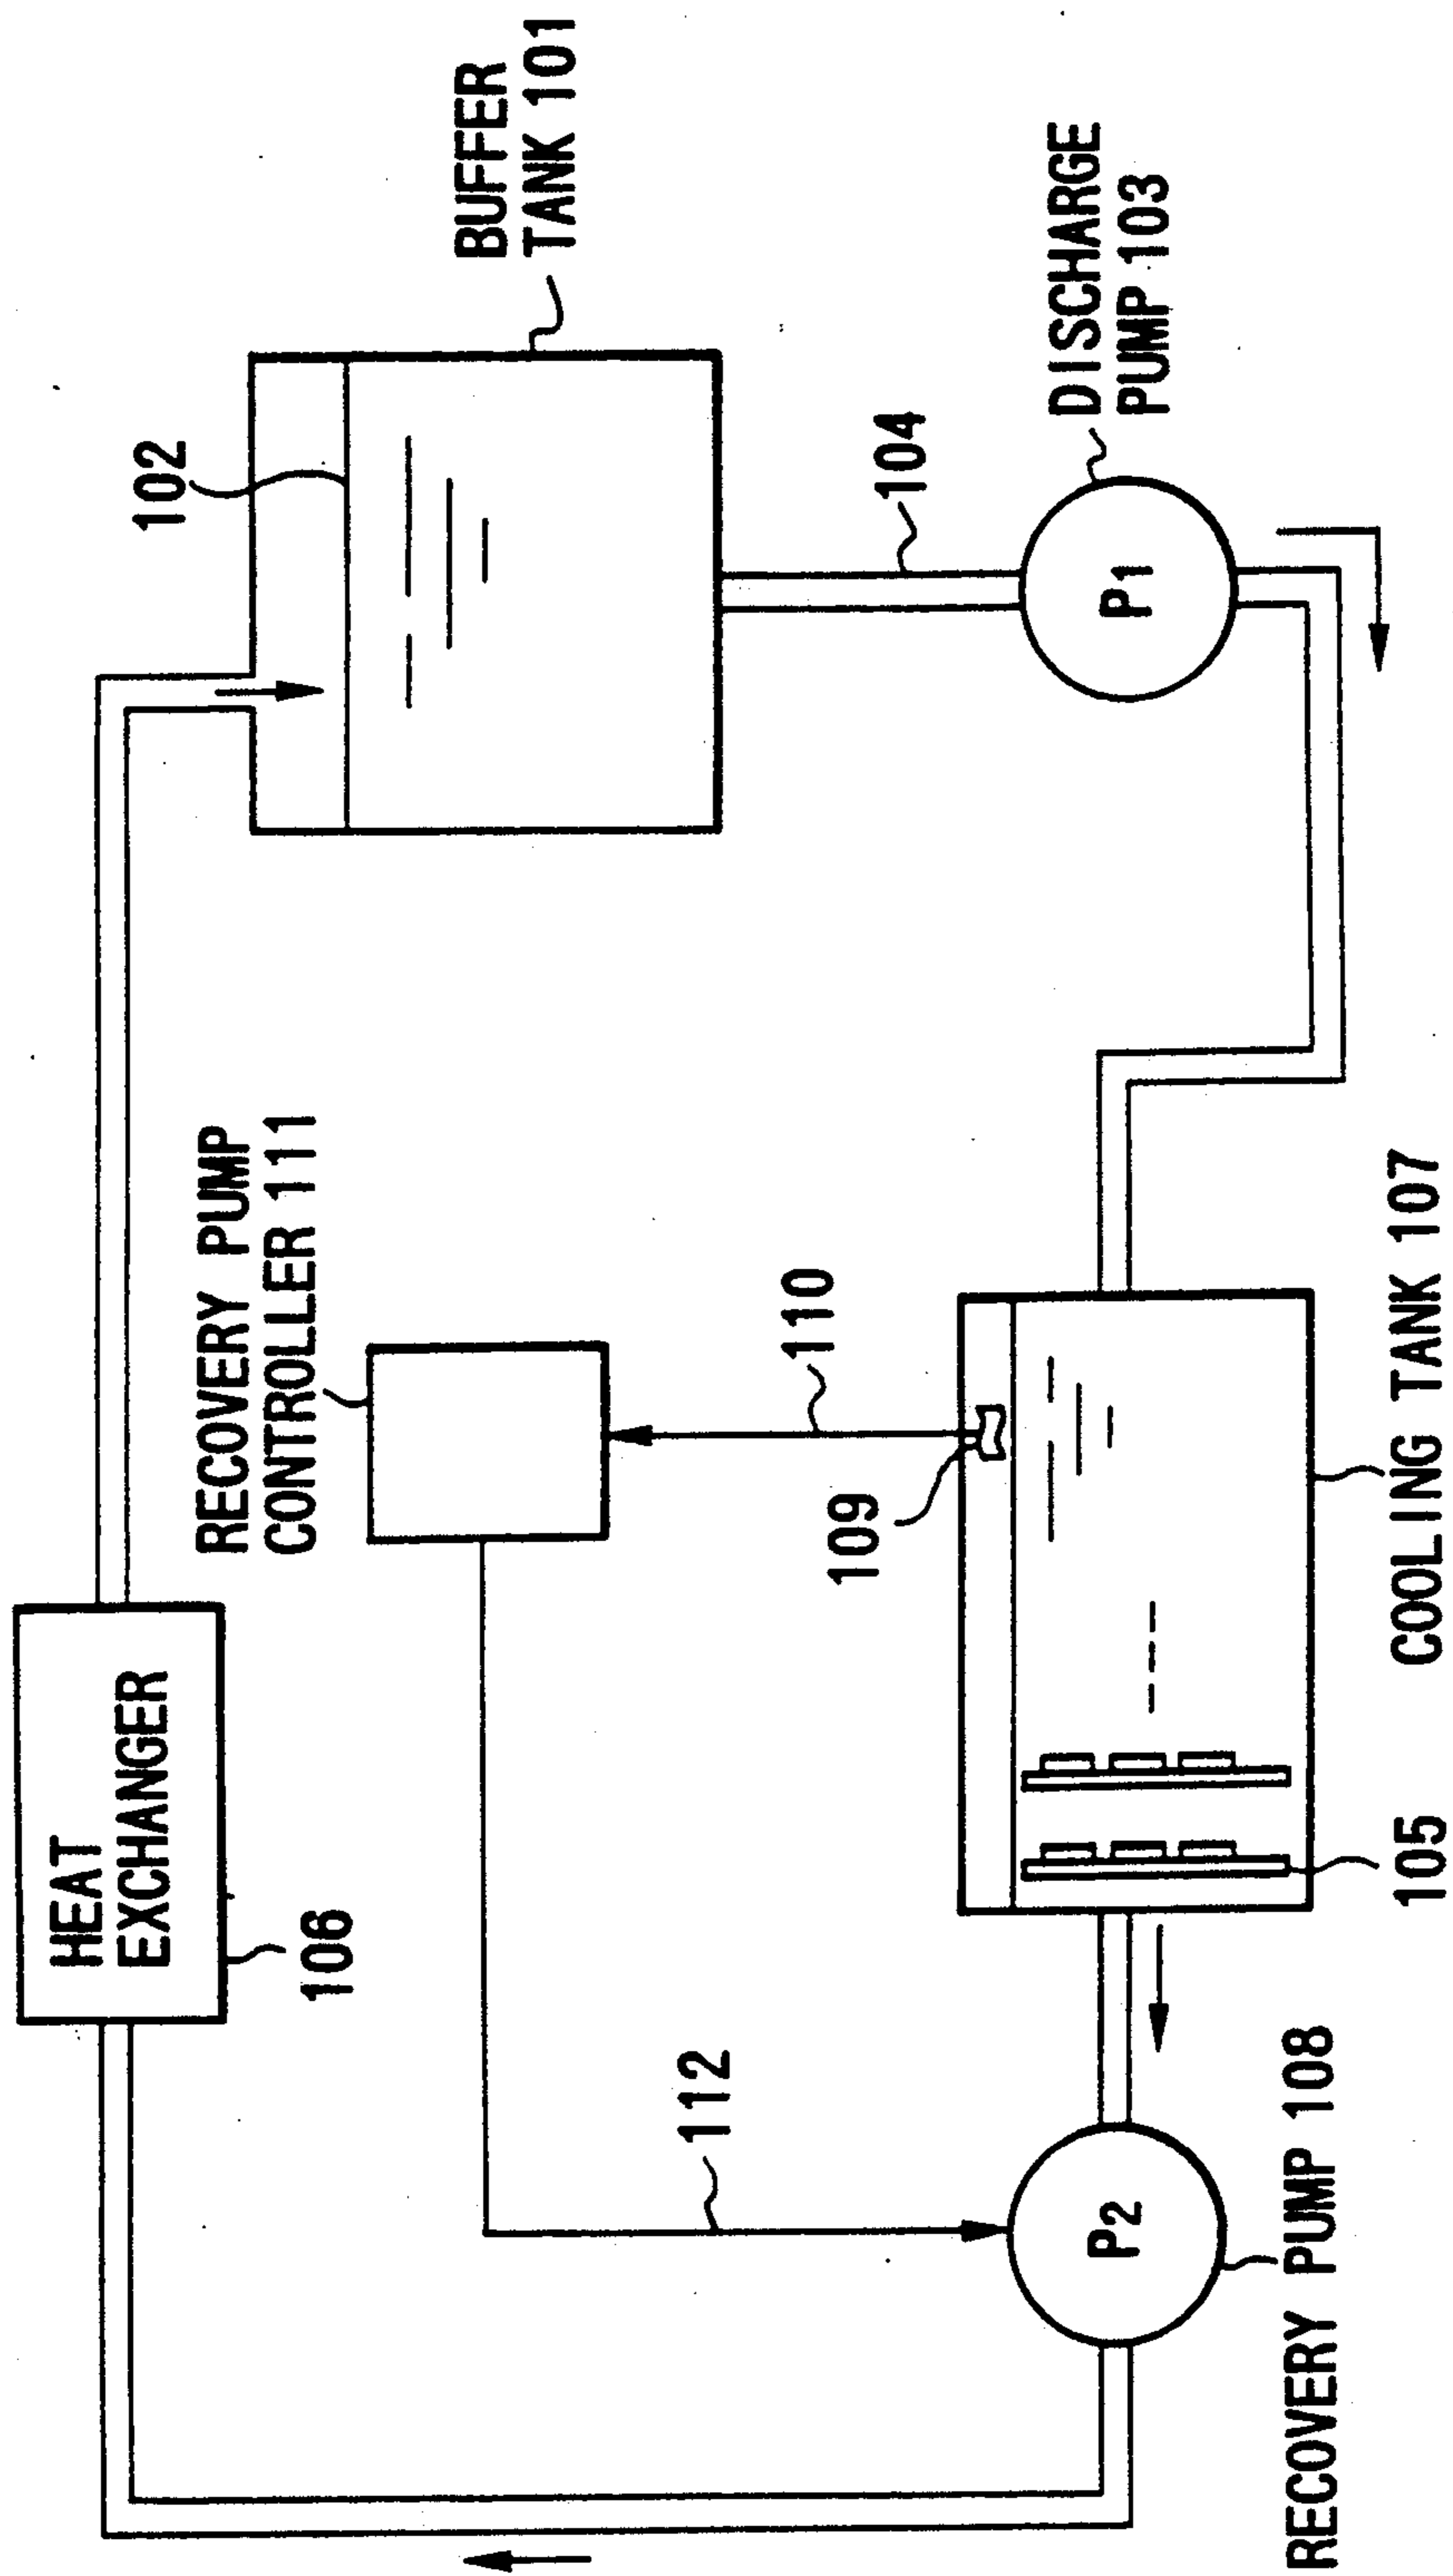 HEAT
EXCHANGER
106
RECOVERY PUMP
CONTROLLER 111
102
BUFFER
TANK 101
112
110
109
104
DISCHARGE
PUMP 103
P2
P1
RECOVERY PUMP 108
105
COOLING TANK 107